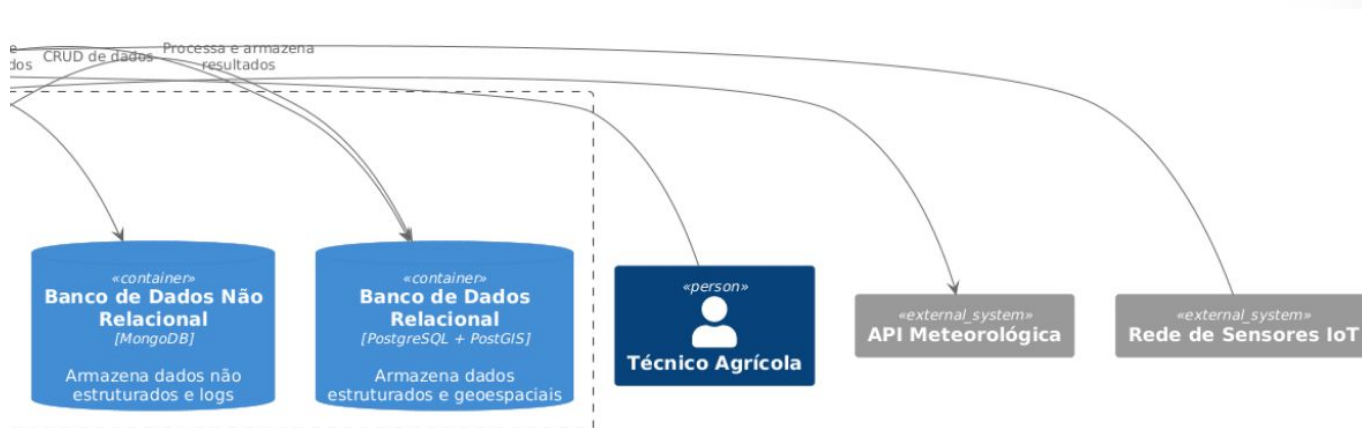 CRUD de dados
Processa e armazena
resultados
«container»
Banco de Dados Não
Relacional
[MongoDB]
Armazena dados não
estruturados e logs
«container»
Banco de Dados
Relacional
[PostgreSQL + PostGIS]
Armazena dados
estruturados e geoespaciais
«person»
Técnico Agrícola
«external_system»
API Meteorológica
«external_system»
Rede de Sensores IoT